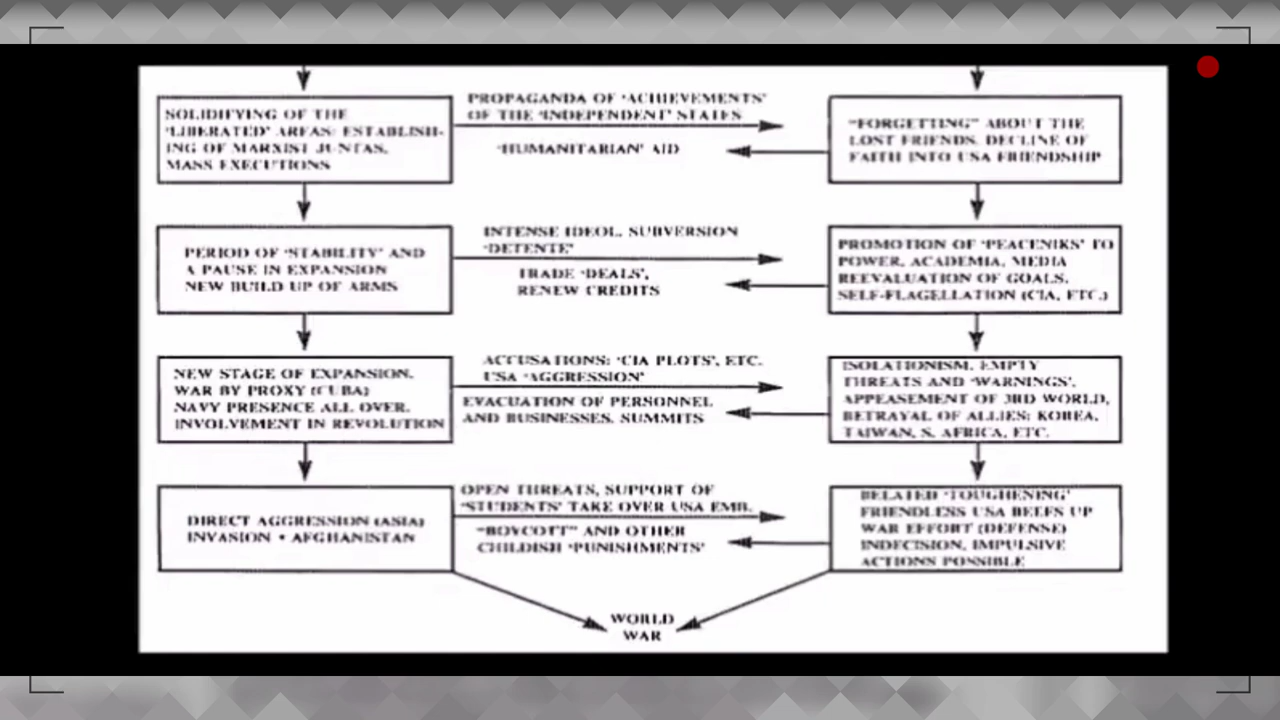 SOLIDIFYING OF THE
'LIBERATED' AREAS: ESTABLISH-
ING OF MARXIST JUNTAS,
MASS EXECUTIONS
PROPAGANDA OF 'ACHIEVEMENTS'
OF THE 'INDEPENDENT' STATES
'HUMANITARIAN' AID
"FORGETTING" ABOUT THE
LOST FRIENDS. DECLINE OF
FAITH INTO USA FRIENDSHIP
PERIOD OF 'STABILITY' AND
A PAUSE IN EXPANSION
NEW BUILD UP OF ARMS
INTENSE IDEOL. SUBVERSION
'DETENTE'
TRADE 'DEALS',
RENEW CREDITS
PROMOTION OF 'PEACENIKS' TO
POWER, ACADEMIA, MEDIA
REEVALUATION OF GOALS,
SELF-FLAGELLATION (CIA, ETC.)
NEW STAGE OF EXPANSION.
WAR BY PROXY (CUBA)
NAVY PRESENCE ALL OVER.
INVOLVEMENT IN REVOLUTION
ACCUSATIONS: 'CIA PLOTS', ETC.
USA 'AGGRESSION'
EVACUATION OF PERSONNEL
AND BUSINESSES. SUMMITS
ISOLATIONISM, EMPTY
THREATS AND 'WARNINGS',
APPEASEMENT OF 3RD WORLD,
BETRAYAL OF ALLIES: KOREA,
TAIWAN, S. AFRICA, ETC.
DIRECT AGGRESSION (ASIA)
INVASION • AFGHANISTAN
OPEN THREATS, SUPPORT OF
'STUDENTS' TAKE OVER USA EMB.
"BOYCOTT" AND OTHER
CHILDISH 'PUNISHMENTS'
BELATED 'TOUGHENING'
FRIENDLESS USA BEEFS UP
WAR EFFORT (DEFENSE)
INDECISION, IMPULSIVE
ACTIONS POSSIBLE
WORLD
WAR